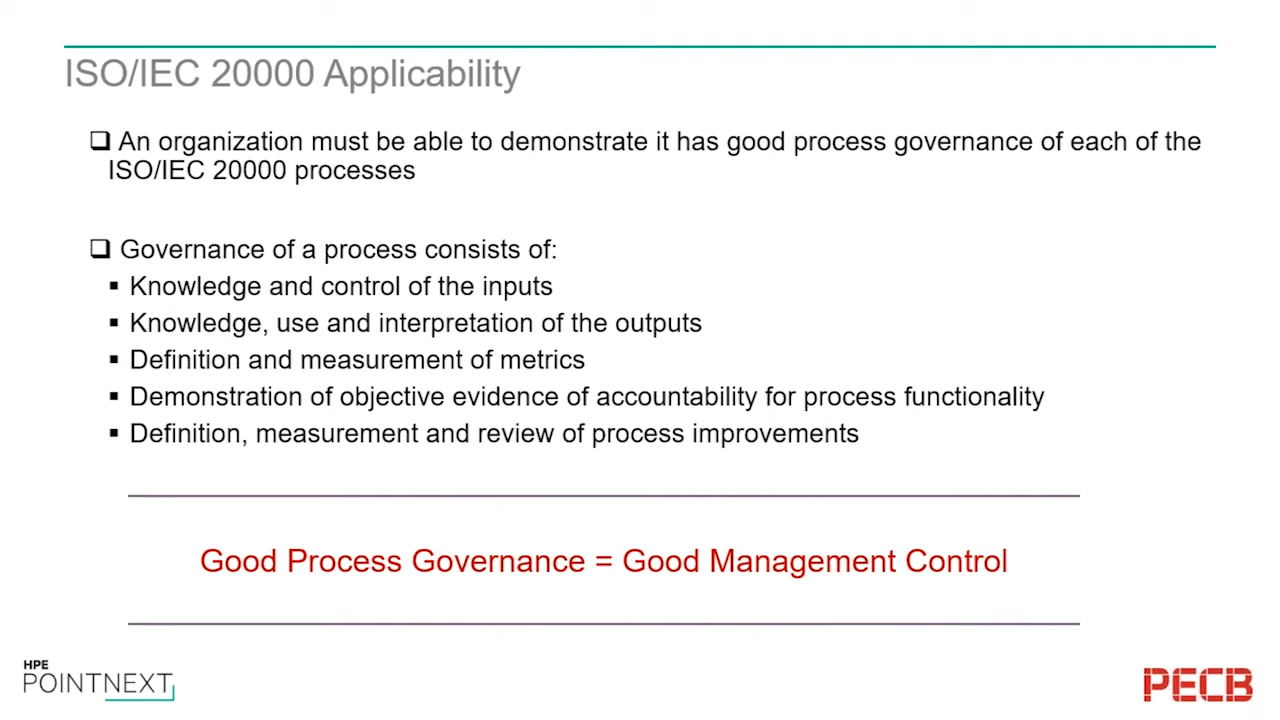 ISO/IEC 20000 Applicability
❑ An organization must be able to demonstrate it has good process governance of each of the
ISO/IEC 20000 processes
❑ Governance of a process consists of:
▪ Knowledge and control of the inputs
▪ Knowledge, use and interpretation of the outputs
▪ Definition and measurement of metrics
▪ Demonstration of objective evidence of accountability for process functionality
▪ Definition, measurement and review of process improvements
Good Process Governance = Good Management Control
HPE
POINTNEXT
PECB